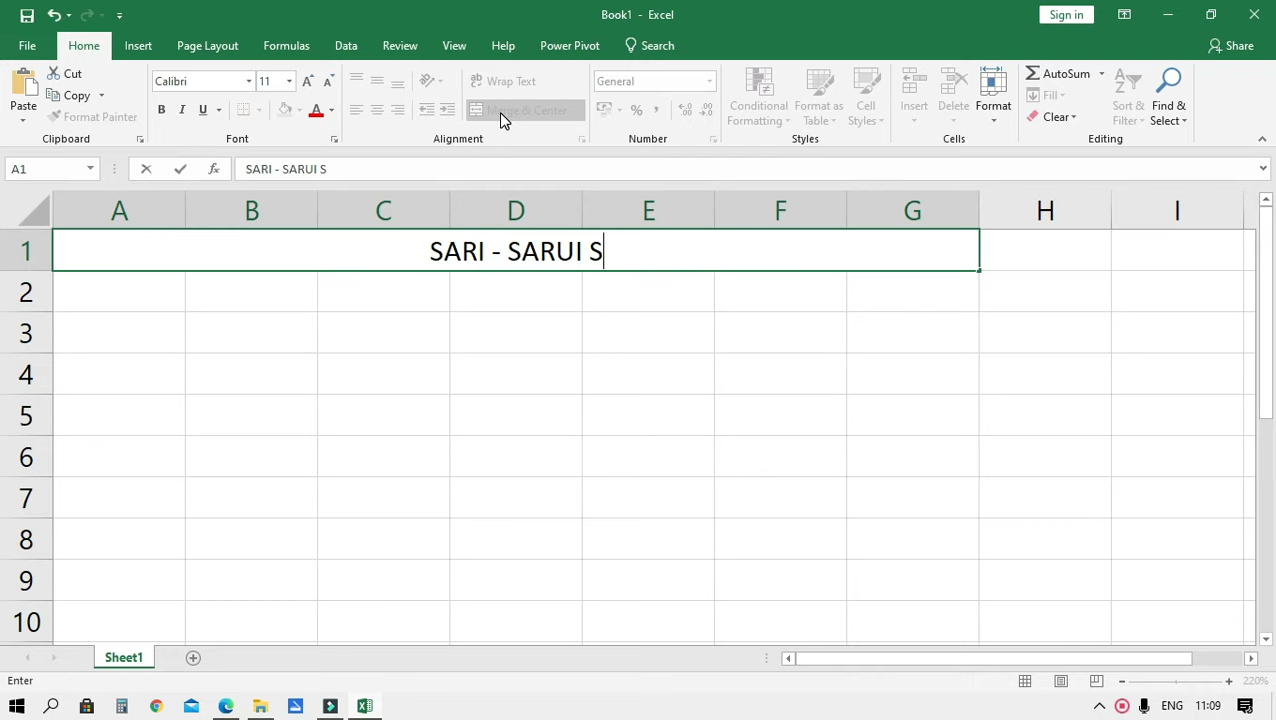 Book1 - Excel
Sign in
File Home Insert Page Layout Formulas Data Review View Help Power Pivot Search Share
Paste
Cut
Copy
Format Painter
Clipboard
Calibri 11
B I U
Font
Wrap Text
Merge & Center
Alignment
General
Number
Conditional Formatting
Format as Table
Cell Styles
Styles
Insert
Delete
Format
Cells
AutoSum
Fill
Clear
Sort & Filter
Find & Select
Editing
A1 fx SARI - SARUI S
A B C D E F G H I
1 SARI - SARUI S
2
3
4
5
6
7
8
9
10
Sheet1
Enter 220%
ENG 11:09